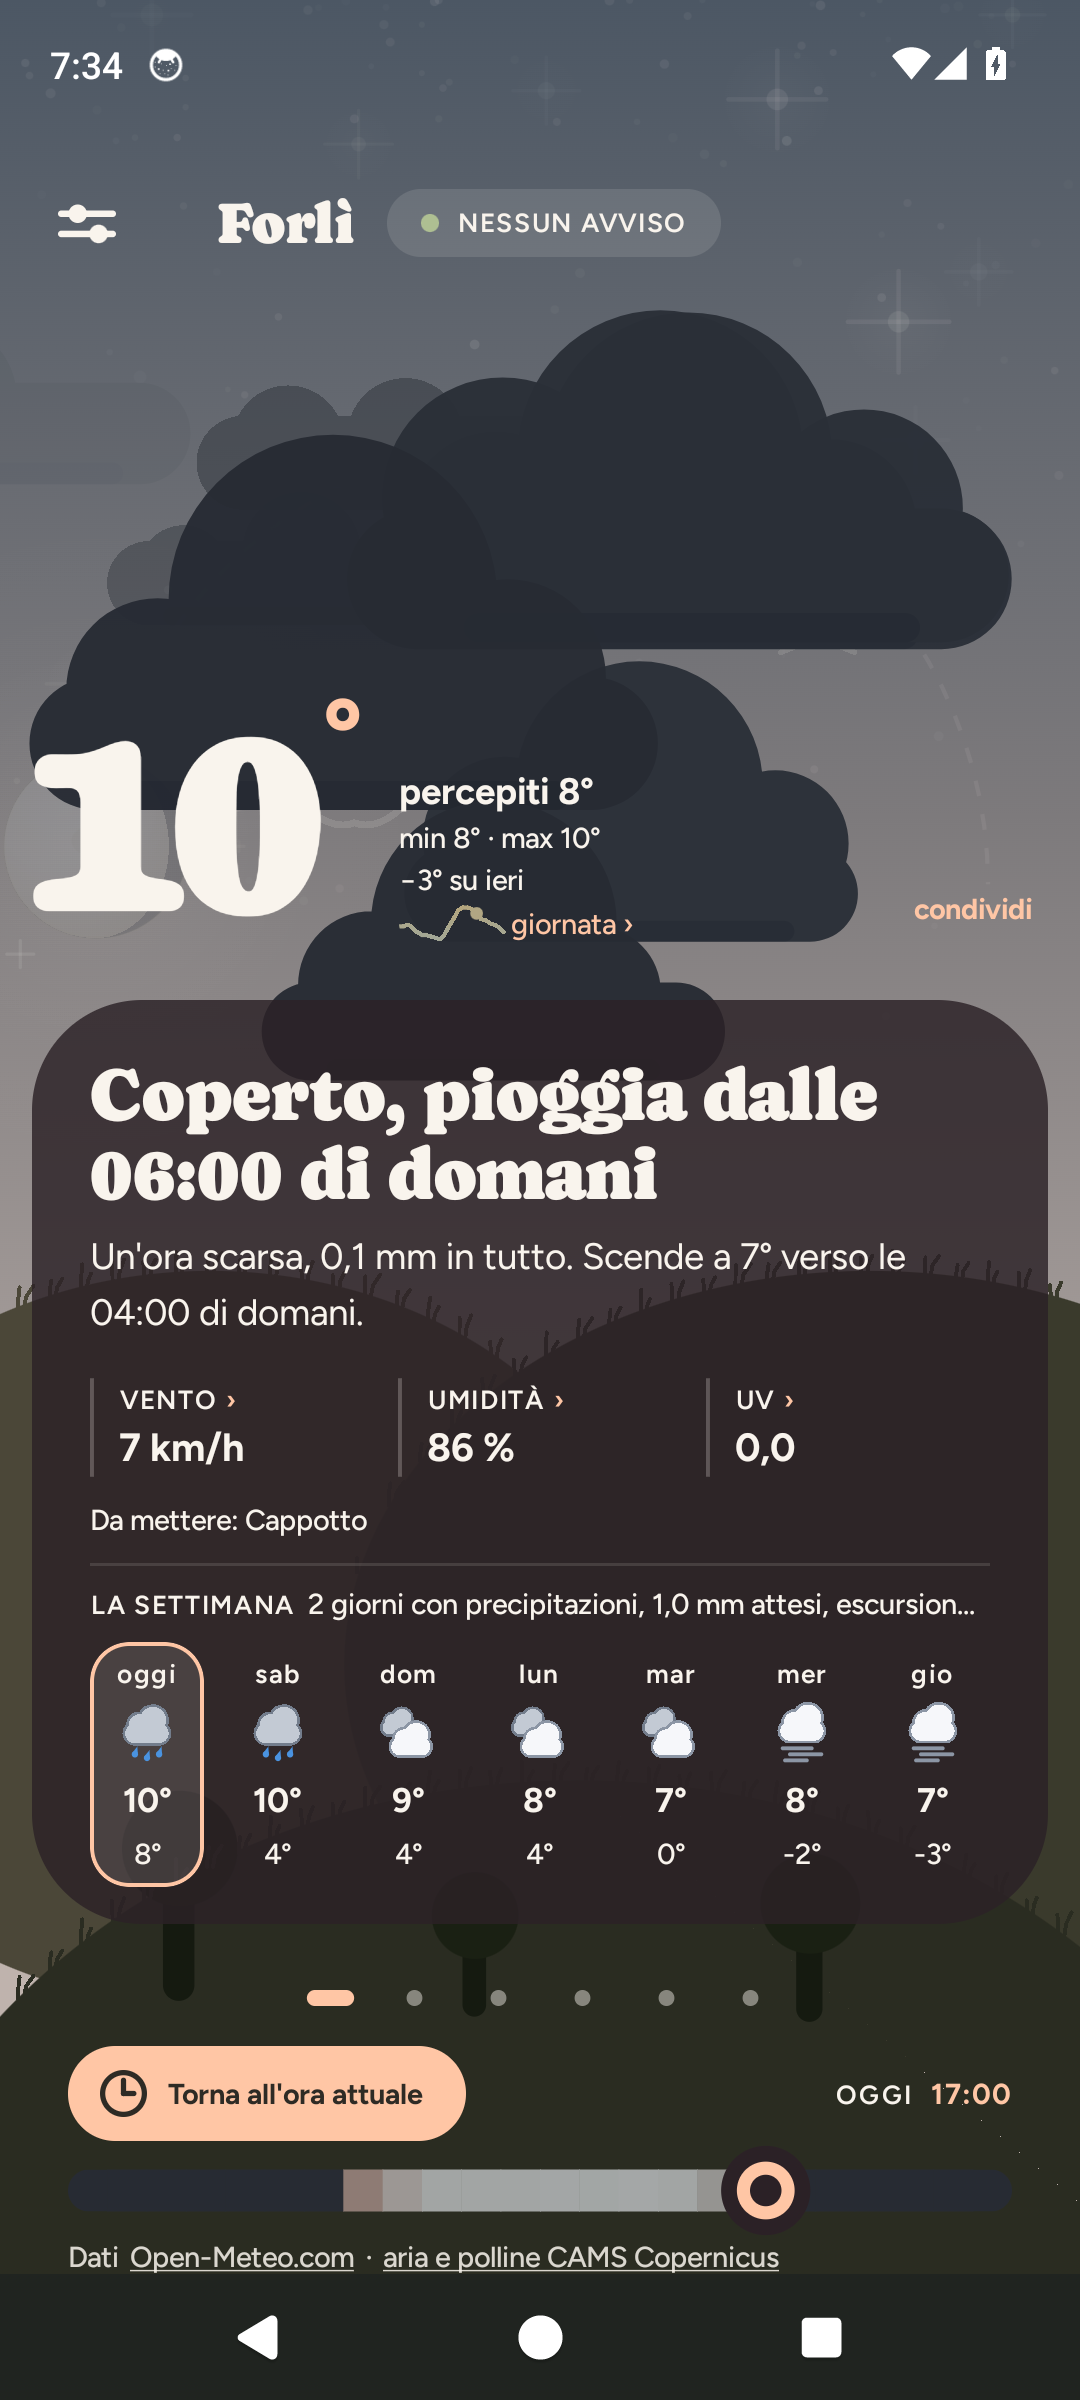 7:34
Forlì
NESSUN AVVISO
10°
percepiti 8°
min 8° · max 10°
−3° su ieri
giornata ›
condividi
Coperto, pioggia dalle
06:00 di domani
Un'ora scarsa, 0,1 mm in tutto. Scende a 7° verso le
04:00 di domani.
VENTO › UMIDITÀ › UV ›
7 km/h 86 % 0,0
Da mettere: Cappotto
LA SETTIMANA 2 giorni con precipitazioni, 1,0 mm attesi, escursion...
oggi sab dom lun mar mer gio
10° 10° 9° 8° 7° 8° 7°
8° 4° 4° 4° 0° -2° -3°
Torna all'ora attuale
OGGI 17:00
Dati Open-Meteo.com · aria e polline CAMS Copernicus